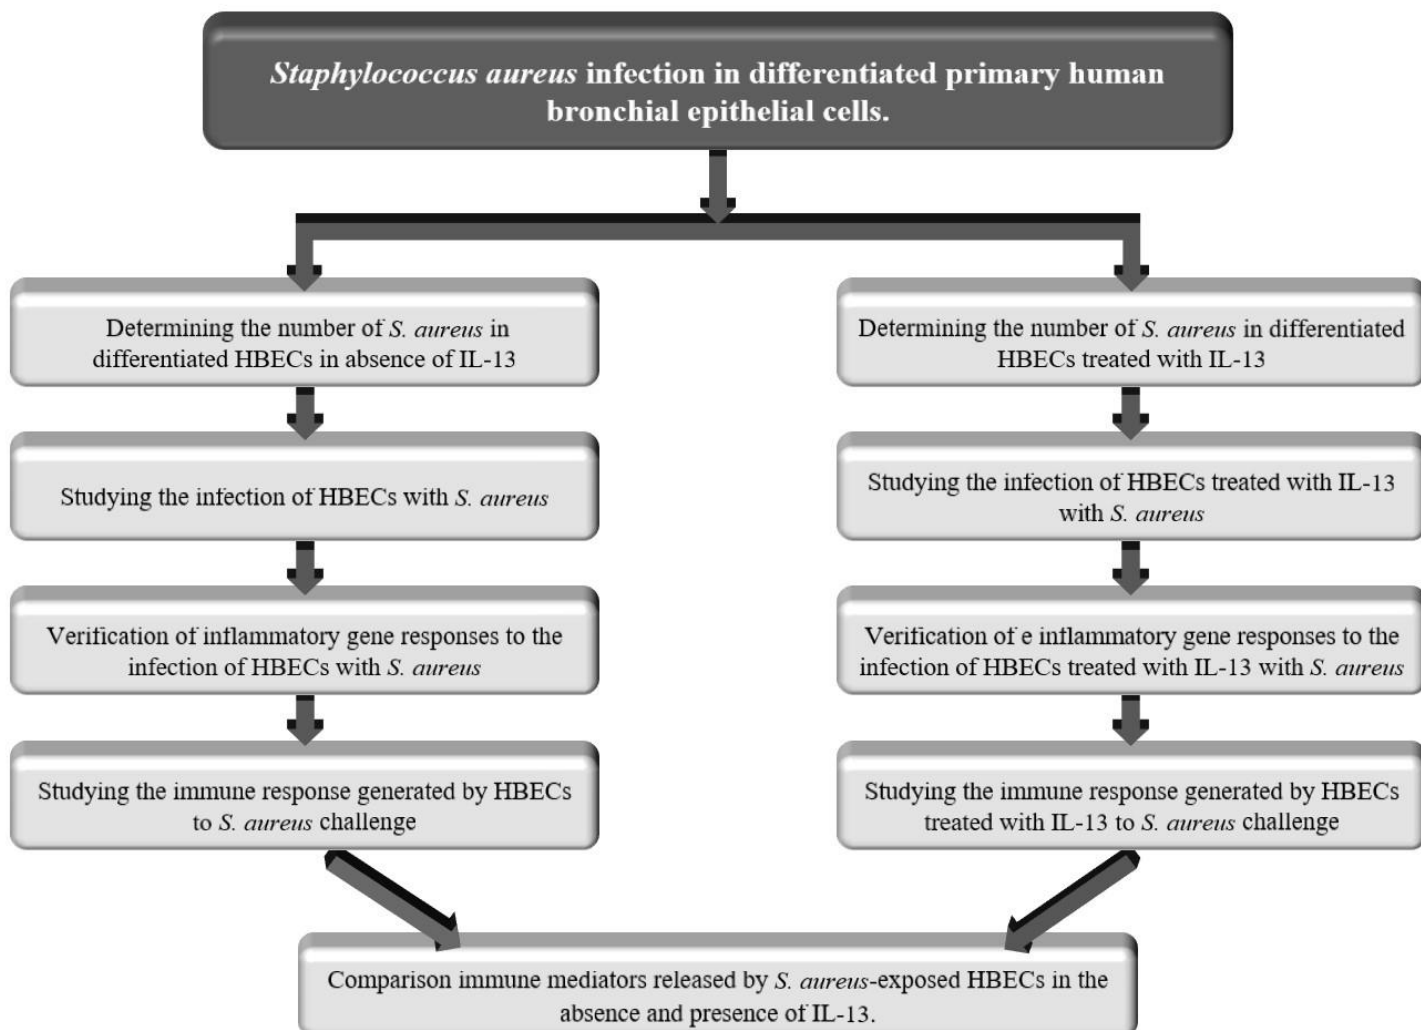 Staphylococcus aureus infection in differentiated primary human
bronchial epithelial cells.
Determining the number of S. aureus in
differentiated HBECs in absence of IL-13
Studying the infection of HBECs with S. aureus
Verification of inflammatory gene responses to the
infection of HBECs with S. aureus
Studying the immune response generated by HBECs
to S. aureus challenge
Determining the number of S. aureus in differentiated
HBECs treated with IL-13
Studying the infection of HBECs treated with IL-13
with S. aureus
Verification of e inflammatory gene responses to the
infection of HBECs treated with IL-13 with S. aureus
Studying the immune response generated by HBECs
treated with IL-13 to S. aureus challenge
Comparison immune mediators released by S. aureus-exposed HBECs in the
absence and presence of IL-13.